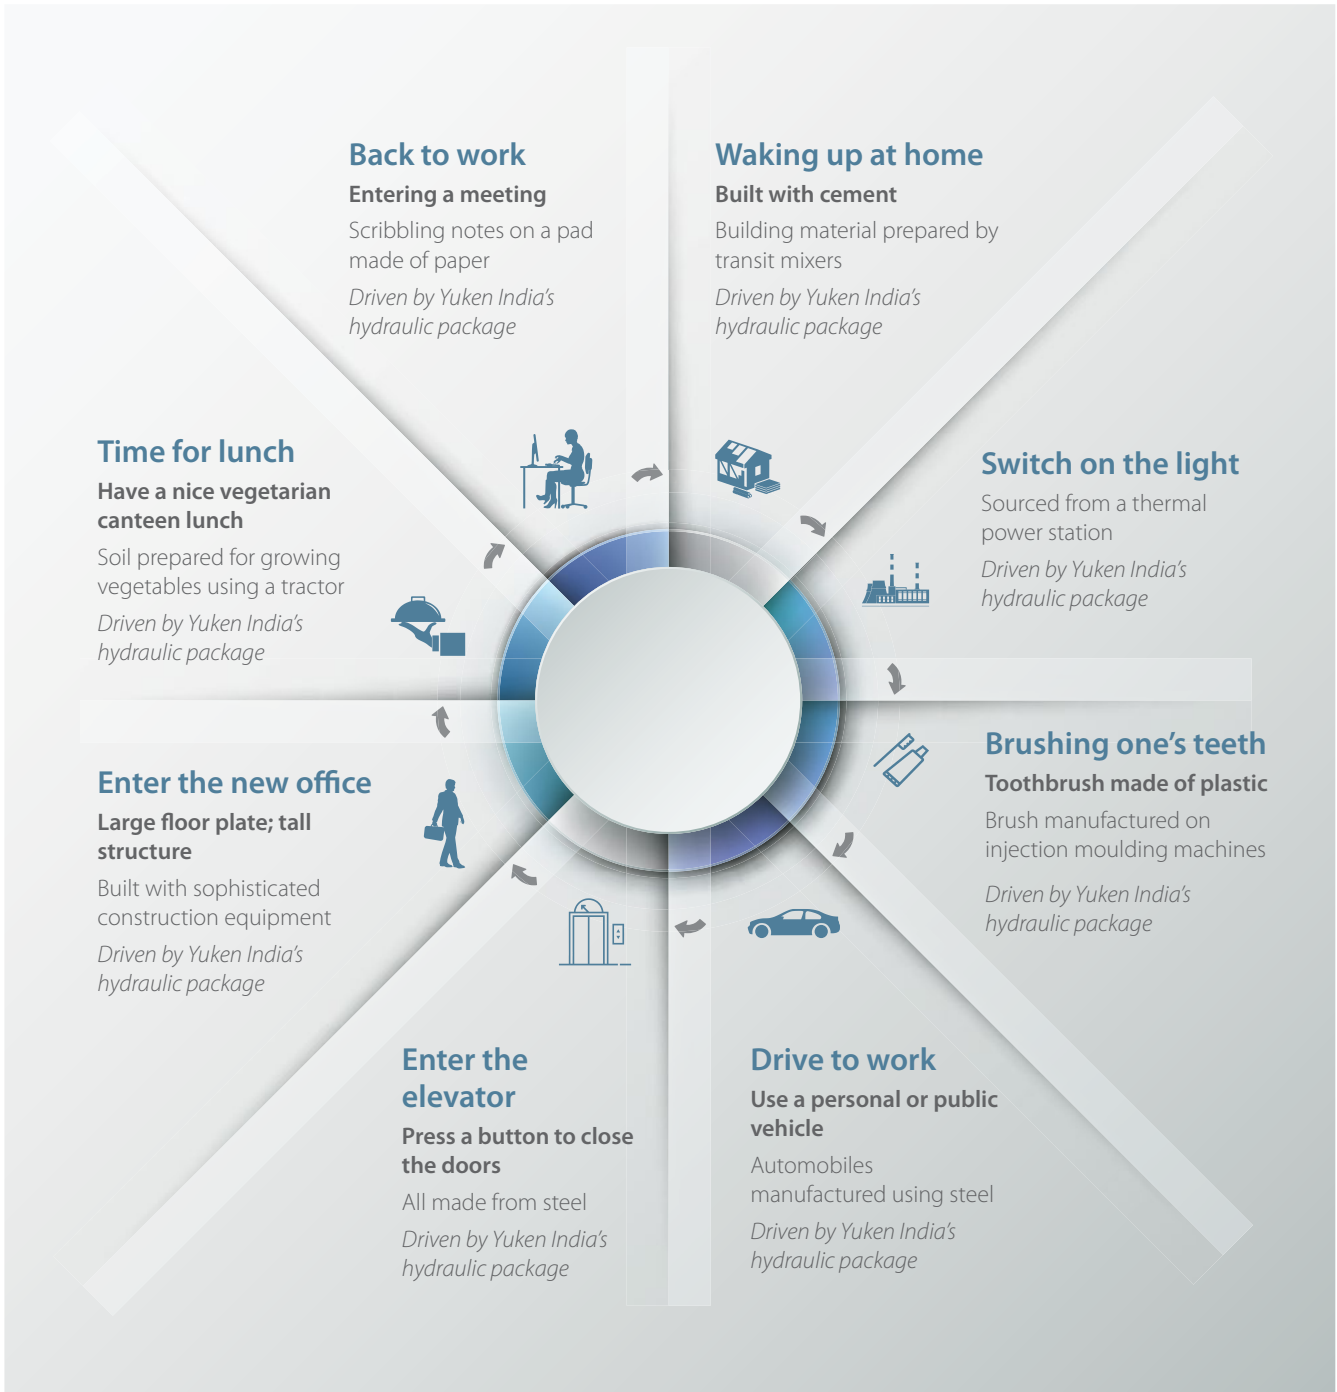 Waking up at home
Built with cement
Building material prepared by
transit mixers
Driven by Yuken India's
hydraulic package
Switch on the light
Sourced from a thermal
power station
Driven by Yuken India's
hydraulic package
Brushing one's teeth
Toothbrush made of plastic
Brush manufactured on
injection moulding machines
Driven by Yuken India's
hydraulic package
Drive to work
Use a personal or public
vehicle
Automobiles
manufactured using steel
Driven by Yuken India's
hydraulic package
Enter the
elevator
Press a button to close
the doors
All made from steel
Driven by Yuken India's
hydraulic package
Enter the new office
Large floor plate; tall
structure
Built with sophisticated
construction equipment
Driven by Yuken India's
hydraulic package
Time for lunch
Have a nice vegetarian
canteen lunch
Soil prepared for growing
vegetables using a tractor
Driven by Yuken India's
hydraulic package
Back to work
Entering a meeting
Scribbling notes on a pad
made of paper
Driven by Yuken India's
hydraulic package